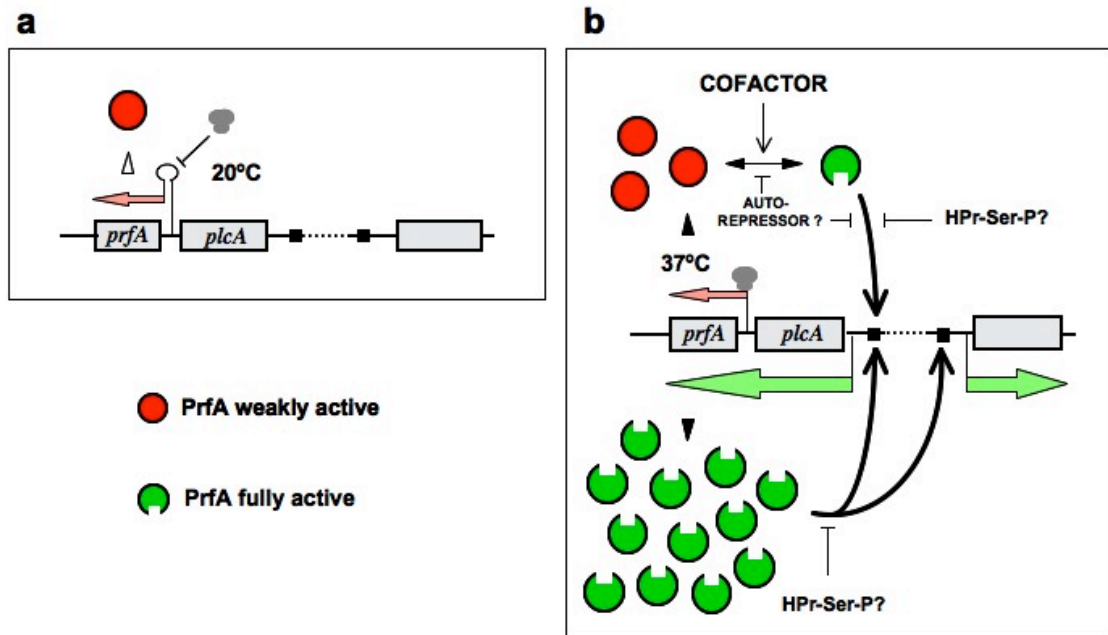 a
20ºC
prfA
plcA
PrfA weakly active
PrfA fully active
b
COFACTOR
AUTO-
REPRESSOR ?
HPr-Ser-P?
37ºC
prfA
plcA
HPr-Ser-P?